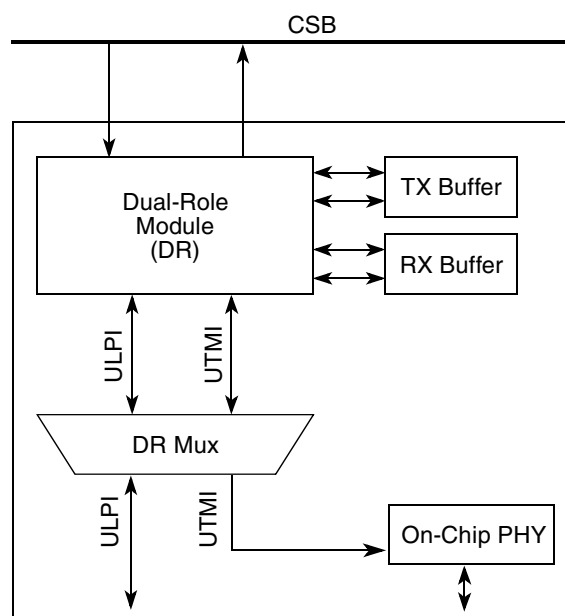 CSB
Dual-Role
Module
(DR)
TX Buffer
RX Buffer
ULPI
UTMI
DR Mux
ULPI
UTMI
On-Chip PHY